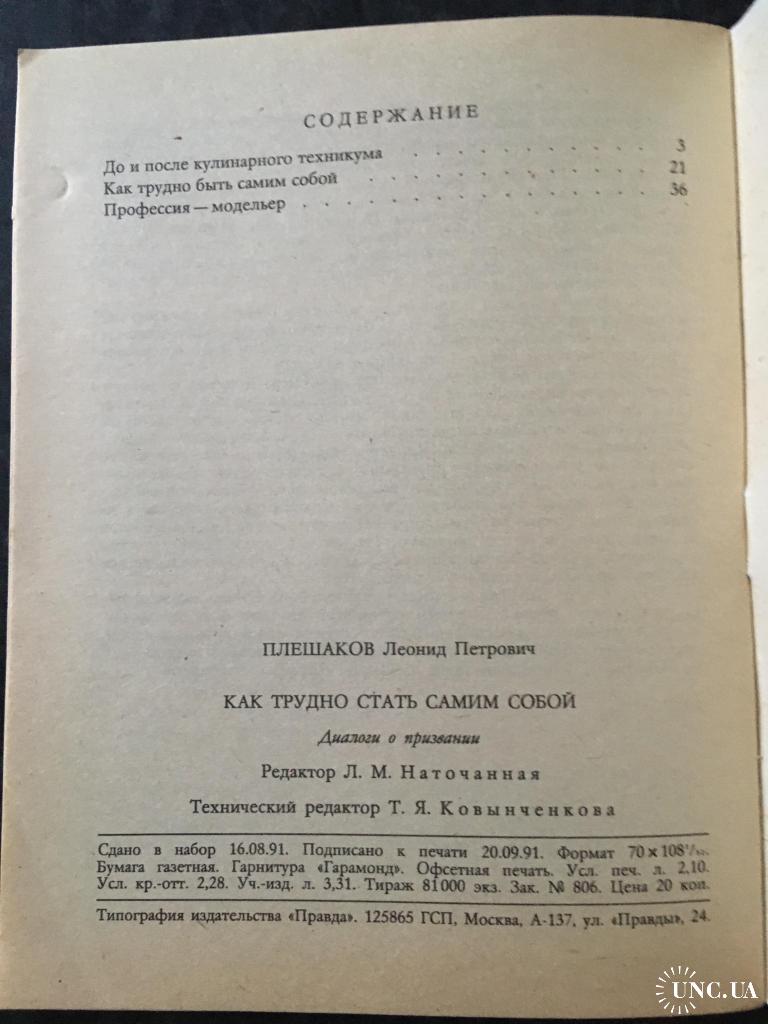 СОДЕРЖАНИЕ
До и после кулинарного техникума . . . . . . . . . . 3
Как трудно быть самим собой . . . . . . . . . . . 21
Профессия — модельер . . . . . . . . . . . . . 36
ПЛЕШАКОВ Леонид Петрович
КАК ТРУДНО СТАТЬ САМИМ СОБОЙ
Диалоги о призвании
Редактор Л. М. Наточанная
Технический редактор Т. Я. Ковынченкова
Сдано в набор 16.08.91. Подписано к печати 20.09.91. Формат 70 × 108¹/₃₂.
Бумага газетная. Гарнитура «Гарамонд». Офсетная печать. Усл. печ. л. 2,10.
Усл. кр.-отт. 2,28. Уч.-изд. л. 3,31. Тираж 81 000 экз. Зак. № 806. Цена 20 коп.
Типография издательства «Правда». 125865 ГСП, Москва, А-137, ул. «Правды», 24.
UNC.UA